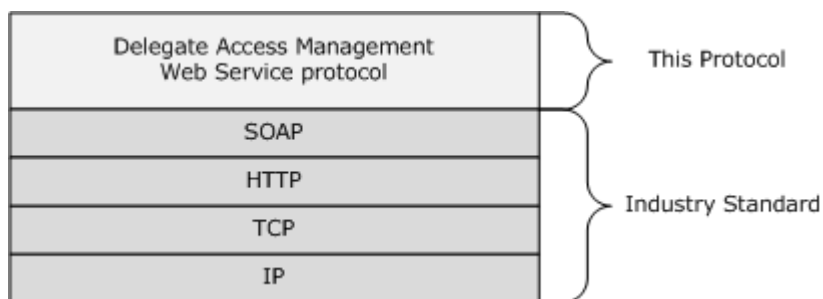 Delegate Access Management
Web Service protocol
This Protocol
SOAP
HTTP
TCP
IP
Industry Standard